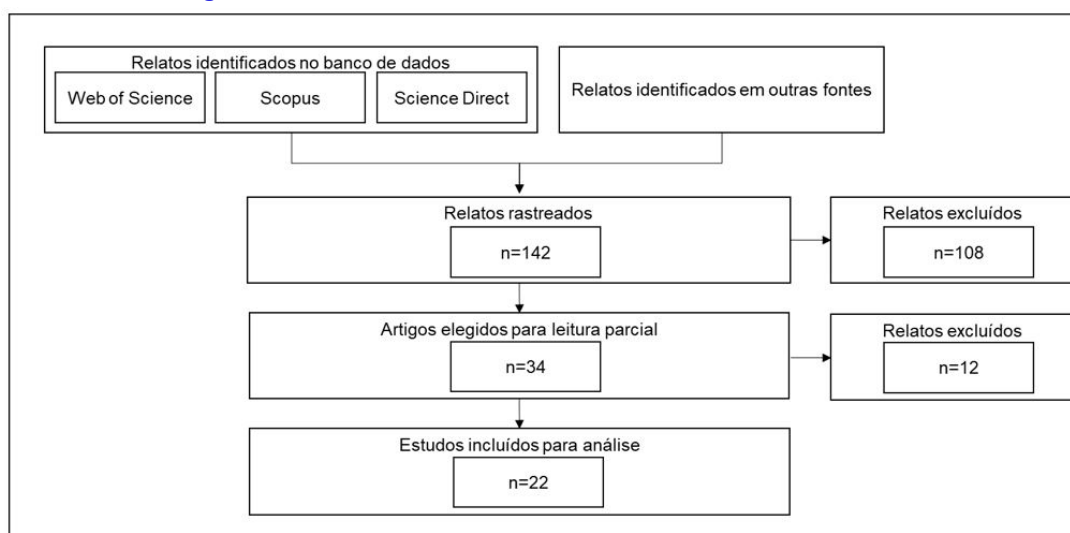 Relatos identificados no banco de dados
Web of Science
Scopus
Science Direct
Relatos identificados em outras fontes
Relatos rastreados
n=142
Relatos excluídos
n=108
Artigos elegidos para leitura parcial
n=34
Relatos excluídos
n=12
Estudos incluídos para análise
n=22